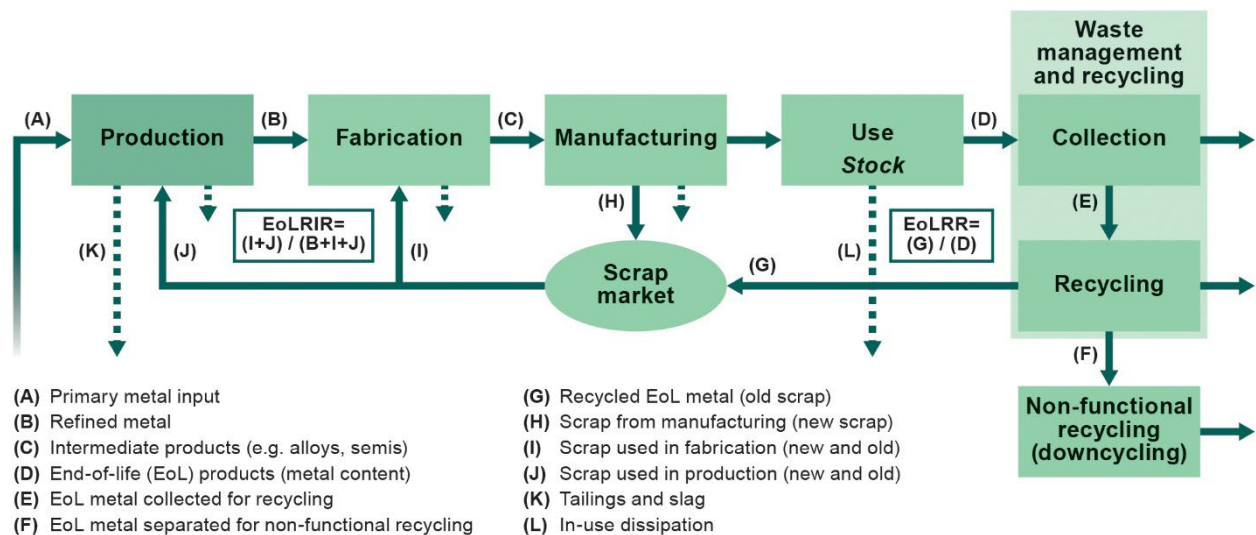 Waste
management
and recycling
(A)
Production
(B)
Fabrication
(C)
Manufacturing
Use
Stock
(D)
Collection
(K)
(J)
EoLRIR=
(I+J) / (B+I+J)
(I)
(H)
Scrap
market
(G)
(L)
EoLRR=
(G) / (D)
(E)
Recycling
(F)
Non-functional
recycling
(downcycling)
(A) Primary metal input
(B) Refined metal
(C) Intermediate products (e.g. alloys, semis)
(D) End-of-life (EoL) products (metal content)
(E) EoL metal collected for recycling
(F) EoL metal separated for non-functional recycling
(G) Recycled EoL metal (old scrap)
(H) Scrap from manufacturing (new scrap)
(I) Scrap used in fabrication (new and old)
(J) Scrap used in production (new and old)
(K) Tailings and slag
(L) In-use dissipation